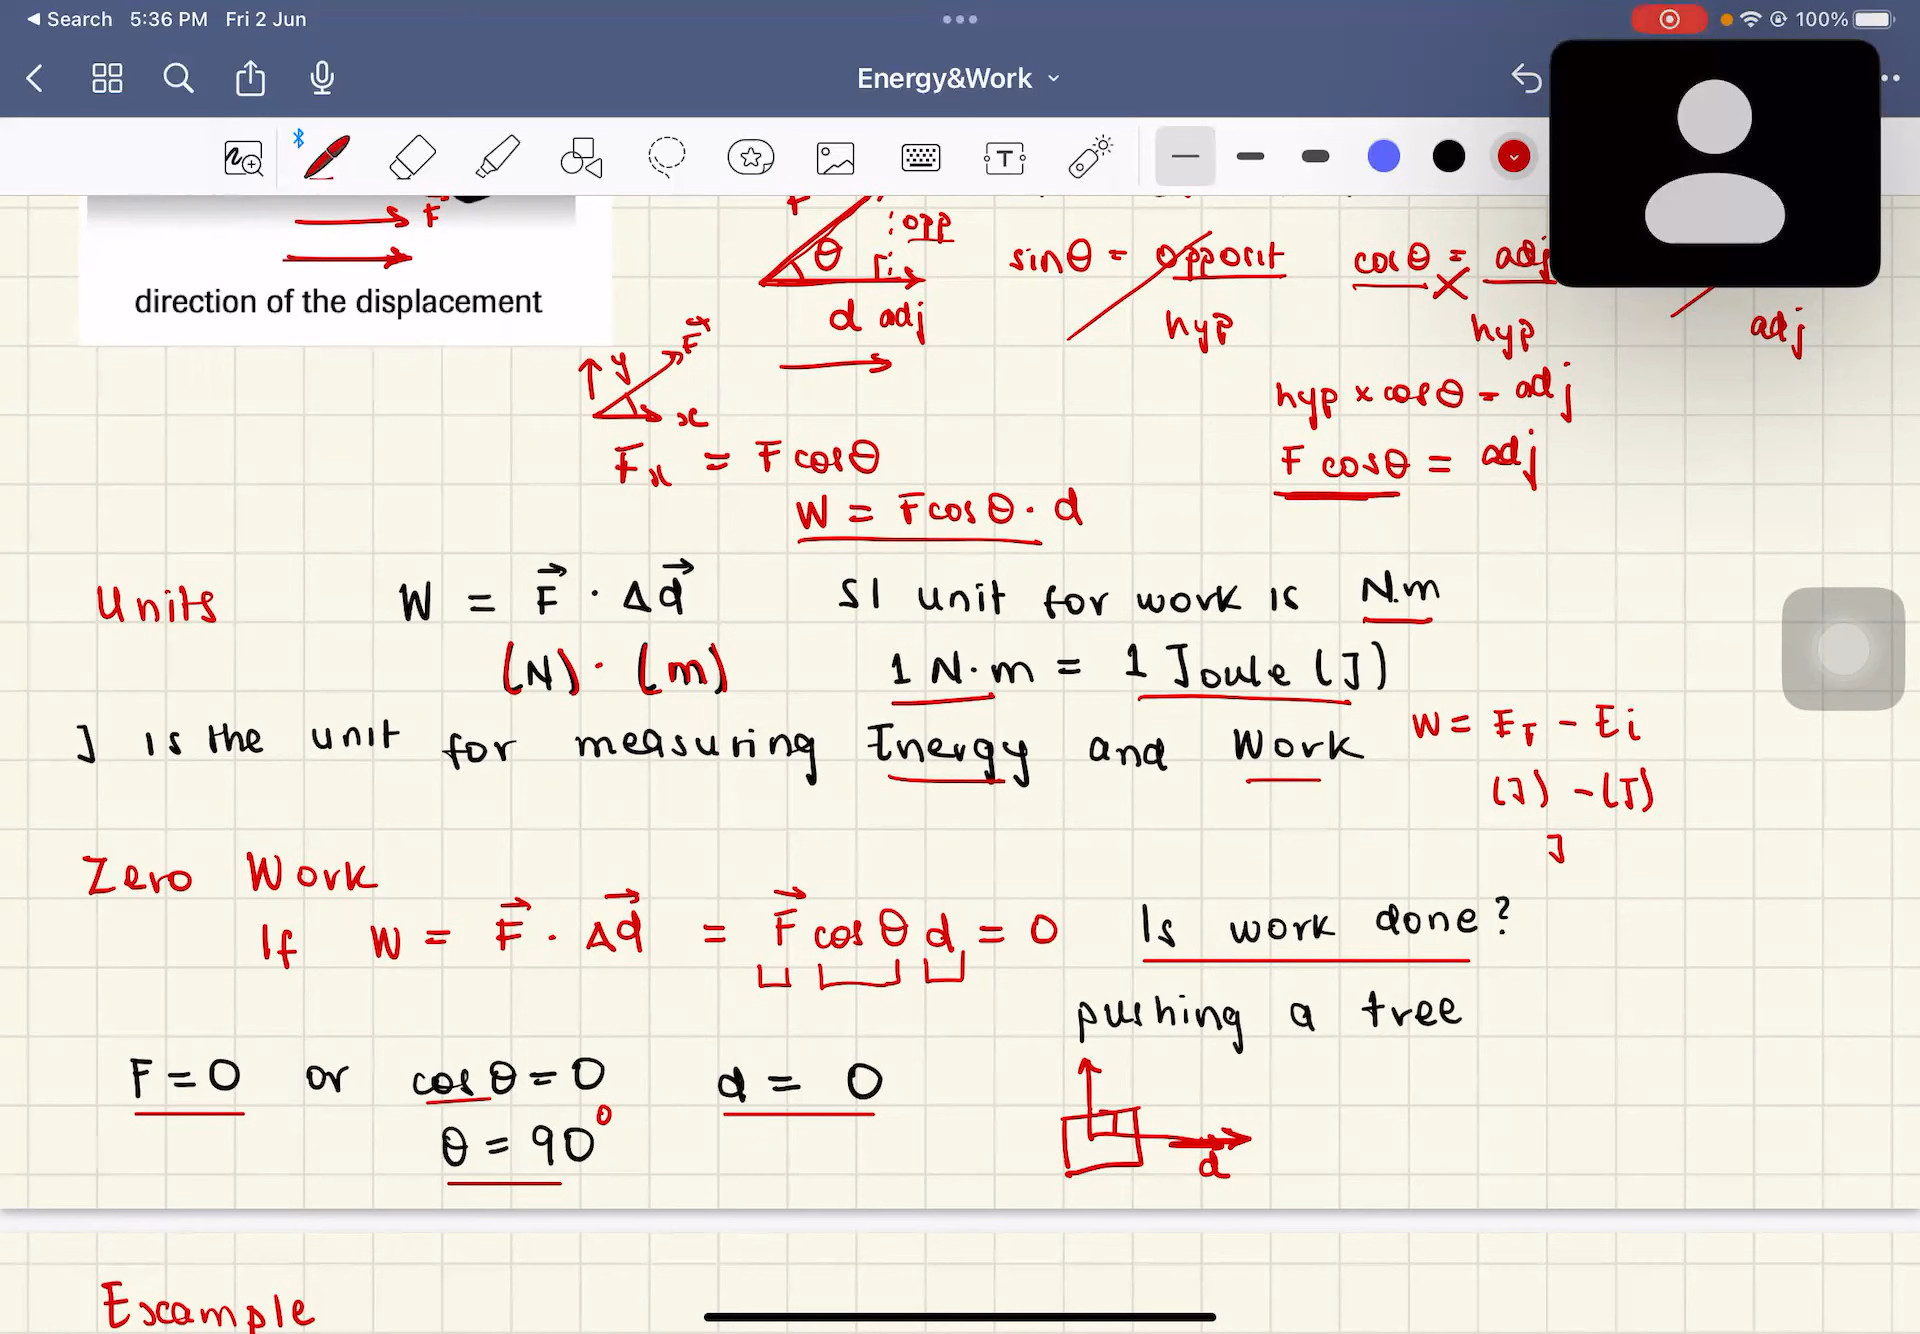 Search 5:36 PM Fri 2 Jun 100%
Energy&Work
T
F
direction of the displacement
θ
opp
d adj
sinθ = opposit
hyp
cosθ = adj
hyp
adj
y F
x
hyp × cosθ = adj
Fx = F cosθ
F cosθ = adj
W = Fcosθ · d
Units W = F · Δd SI unit for work is N.m
(N) · (m) 1 N·m = 1 Joule (J)
J is the unit for measuring Energy and Work W = Ef - Ei
(J) - (J)
J
Zero Work
If W = F · Δd = F cosθ d = 0 Is work done?
pushing a tree
F = 0 or cosθ = 0 d = 0
θ = 90°
d
Example